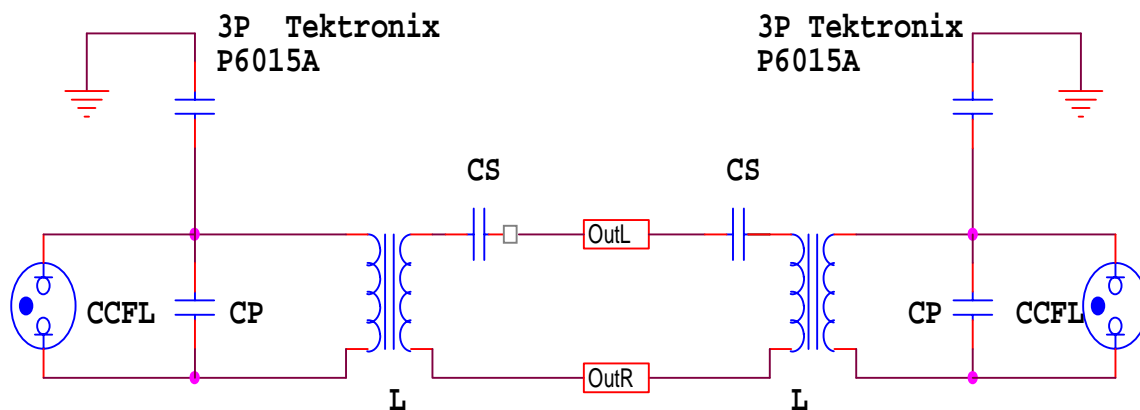 3P Tektronix
P6015A
3P Tektronix
P6015A
CS
CS
OutL
CCFL
CP
CP
CCFL
OutR
L
L